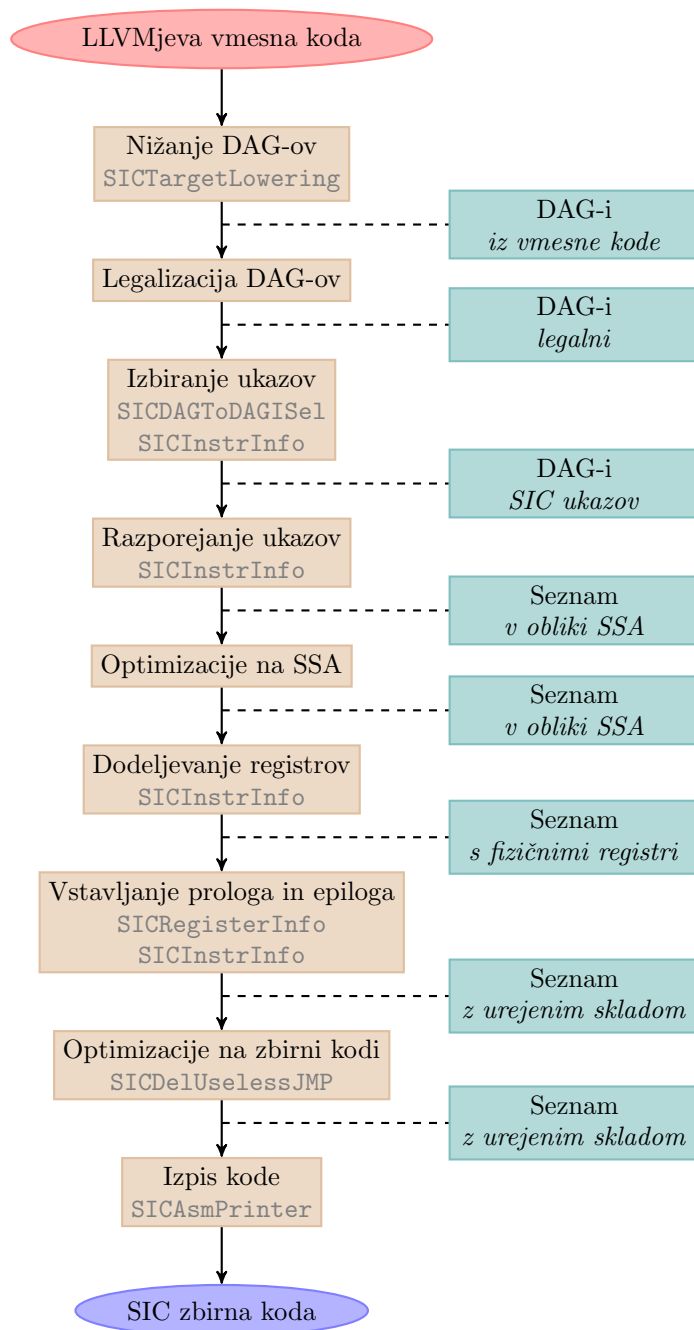 LLVMjeva vmesna koda
Nižanje DAG-ov
SICTargetLowering
DAG-i
iz vmesne kode
Legalizacija DAG-ov
DAG-i
legalni
Izbiranje ukazov
SICDAGToDAGISel
SICInstrInfo
DAG-i
SIC ukazov
Razporejanje ukazov
SICInstrInfo
Seznam
v obliki SSA
Optimizacije na SSA
Seznam
v obliki SSA
Dodeljevanje registrov
SICInstrInfo
Seznam
s fizičnimi registri
Vstavljanje prologa in epiloga
SICRegisterInfo
SICInstrInfo
Seznam
z urejenim skladom
Optimizacije na zbirni kodi
SICDelUselessJMP
Seznam
z urejenim skladom
Izpis kode
SICAsmPrinter
SIC zbirna koda